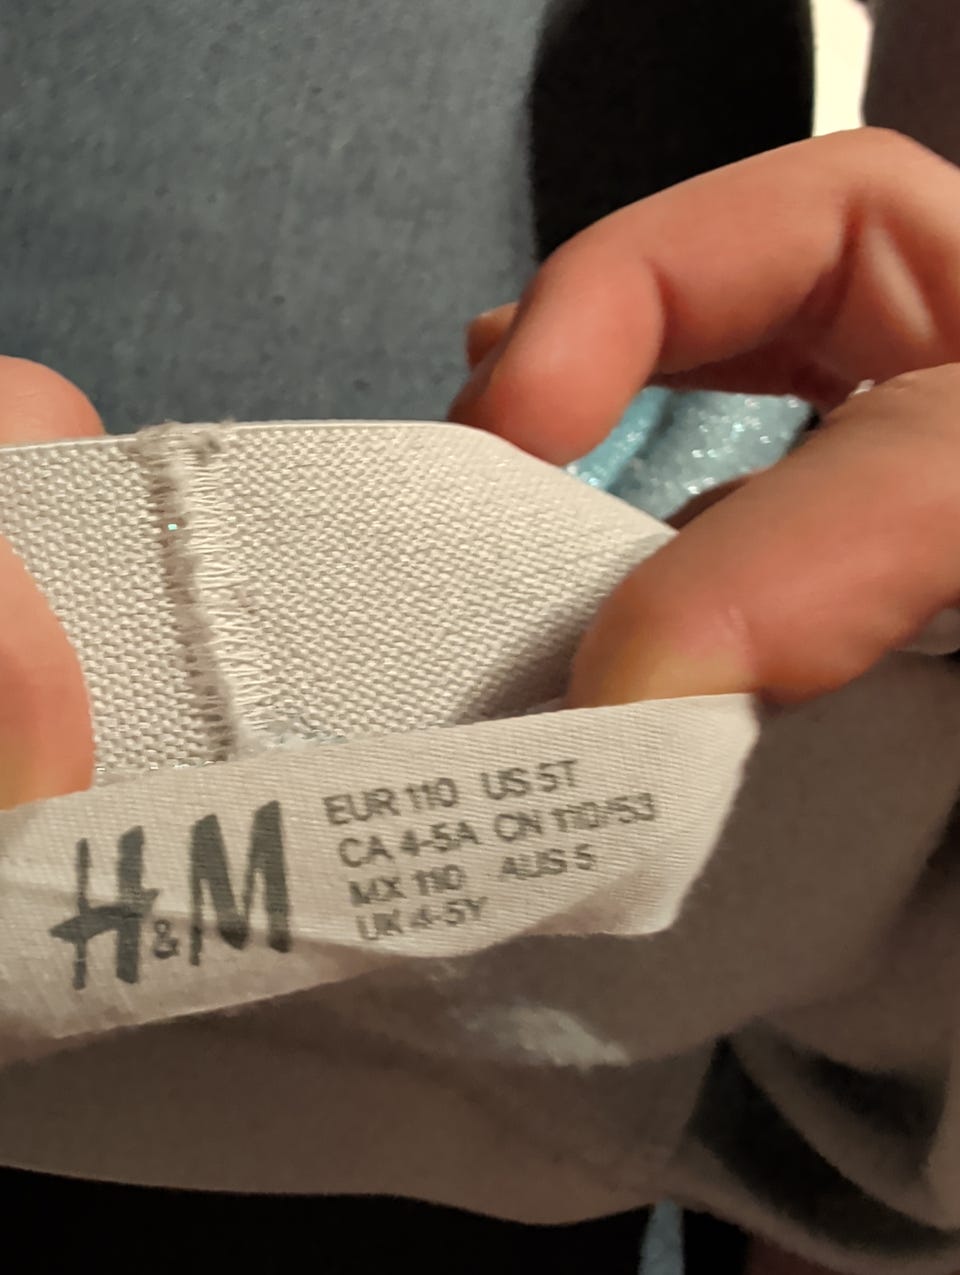 H&M
EUR 110 US 5T
CA 4-5A CN 110/53
MX 110 AUS 5
UK 4-5Y